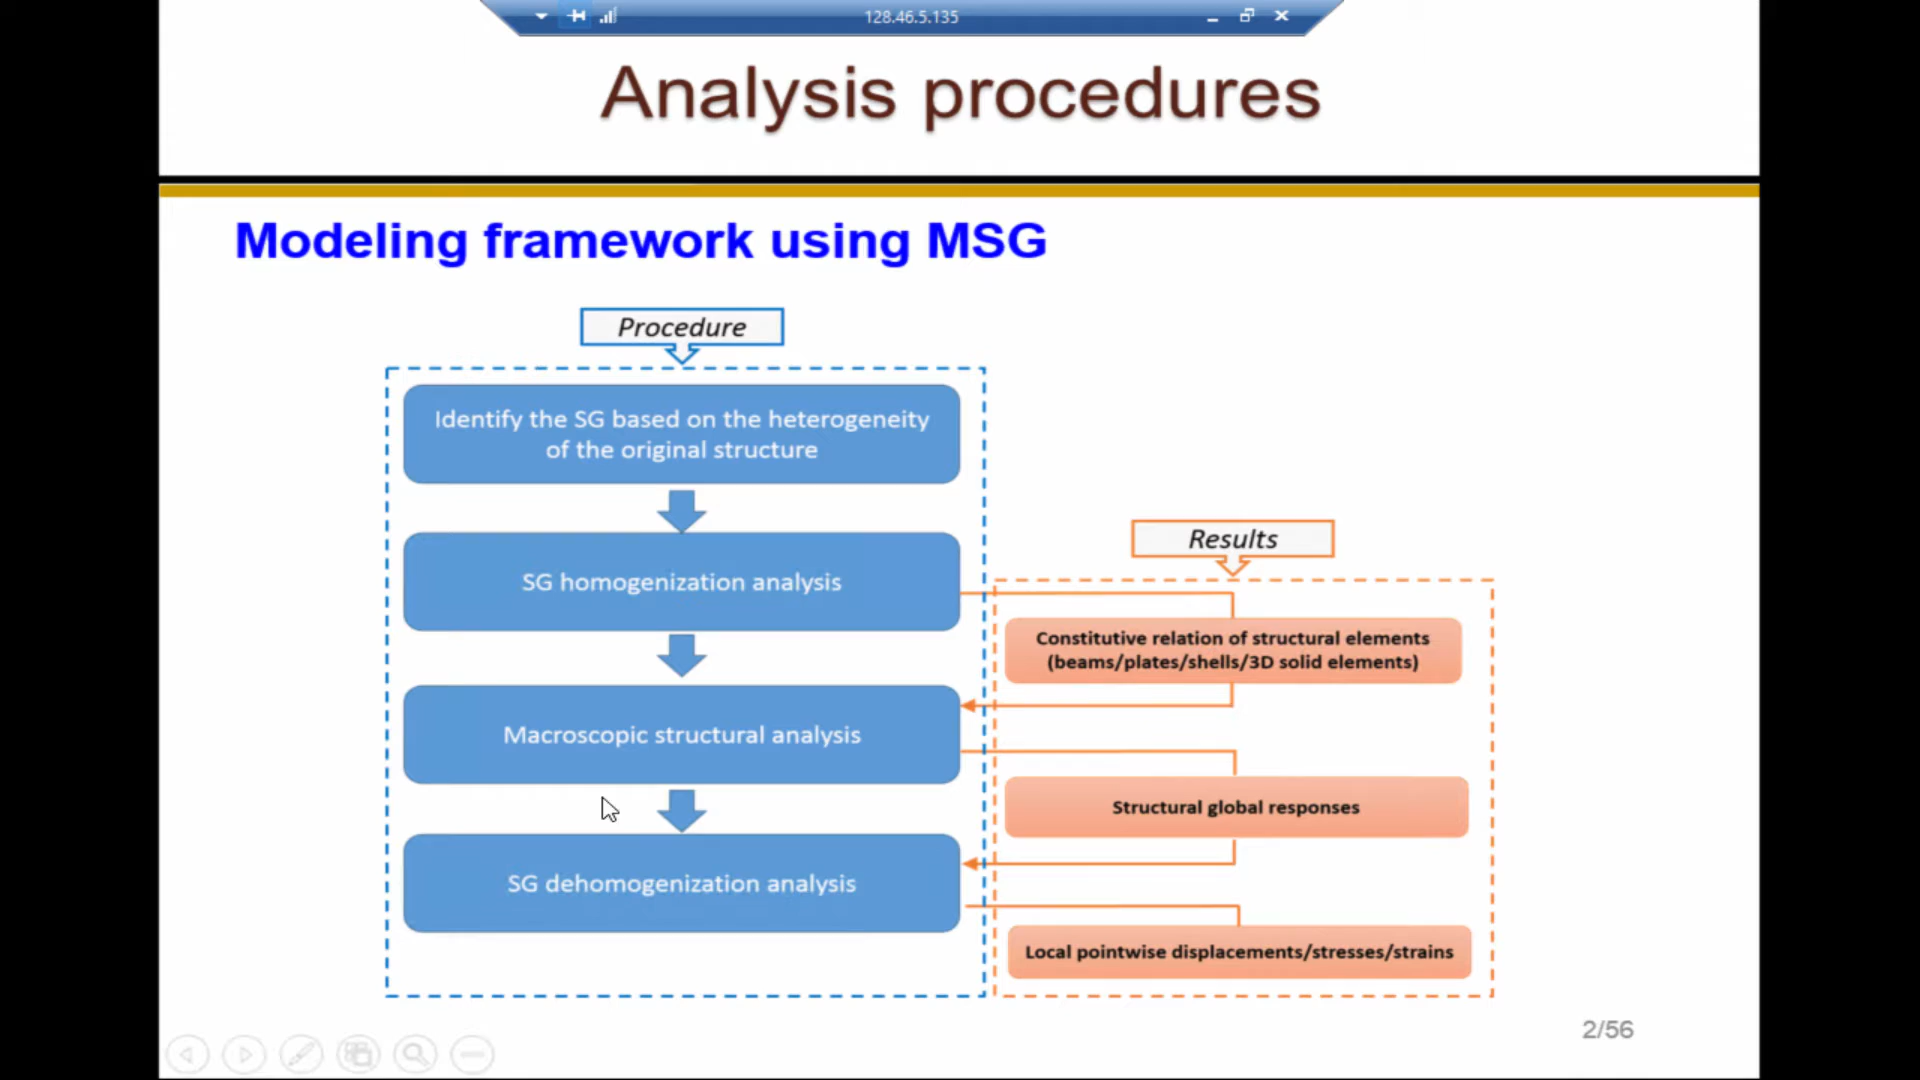 128.46.5.135
Analysis procedures
Modeling framework using MSG
Procedure
Identify the SG based on the heterogeneity
of the original structure
SG homogenization analysis
Macroscopic structural analysis
SG dehomogenization analysis
Results
Constitutive relation of structural elements
(beams/plates/shells/3D solid elements)
Structural global responses
Local pointwise displacements/stresses/strains
2/56